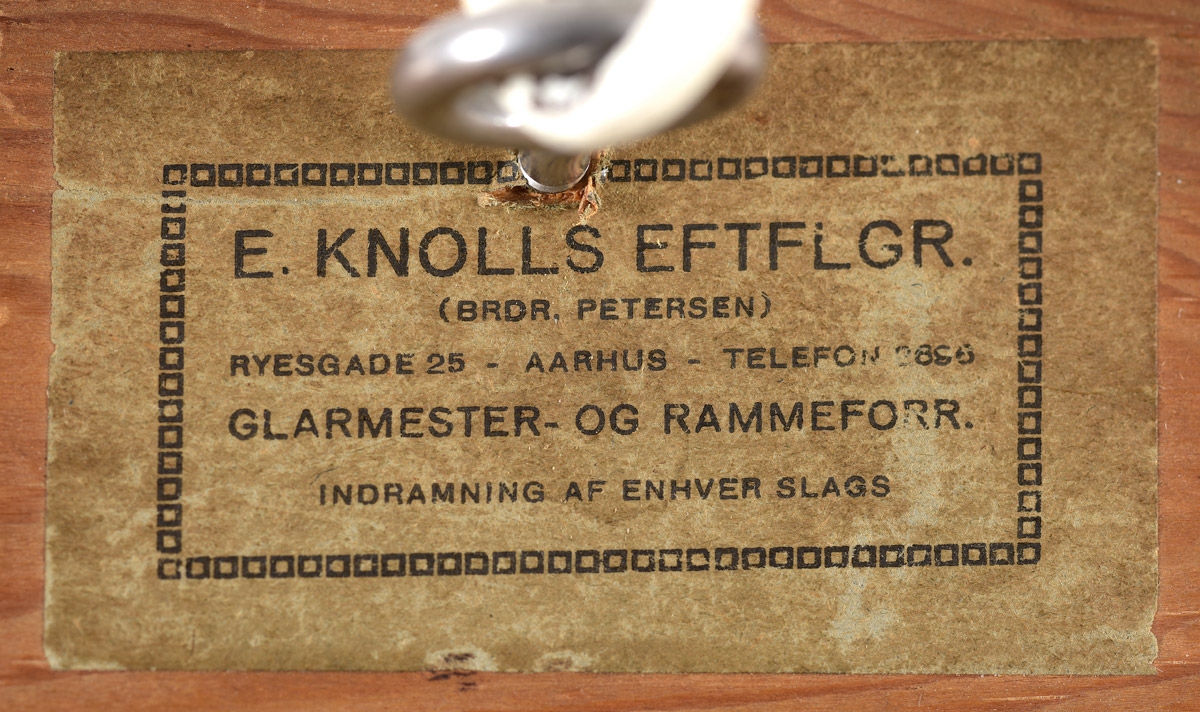 E. KNOLLS EFTFLGR.
(BRDR. PETERSEN)
RYESGADE 25 - AARHUS - TELEFON
GLARMESTER- OG RAMMEFORR.
INDRAMNING AF ENHVER SLAGS